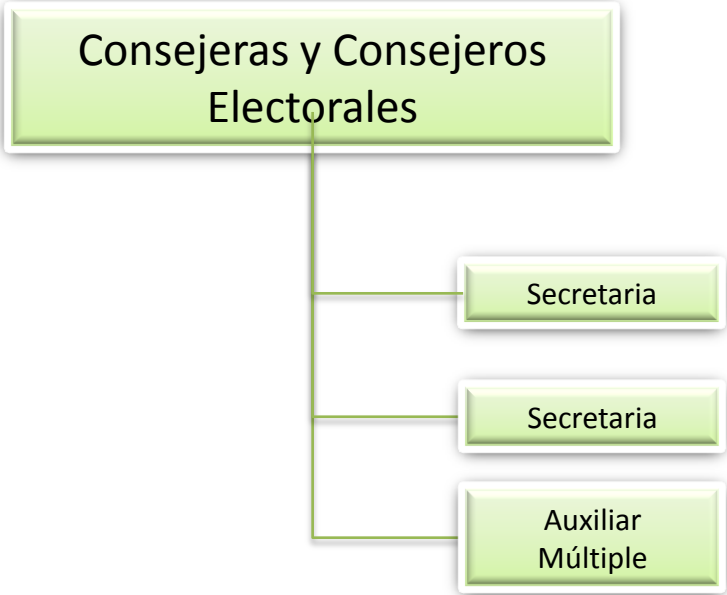 Consejeras y Consejeros
Electorales
Secretaria
Secretaria
Auxiliar
Múltiple